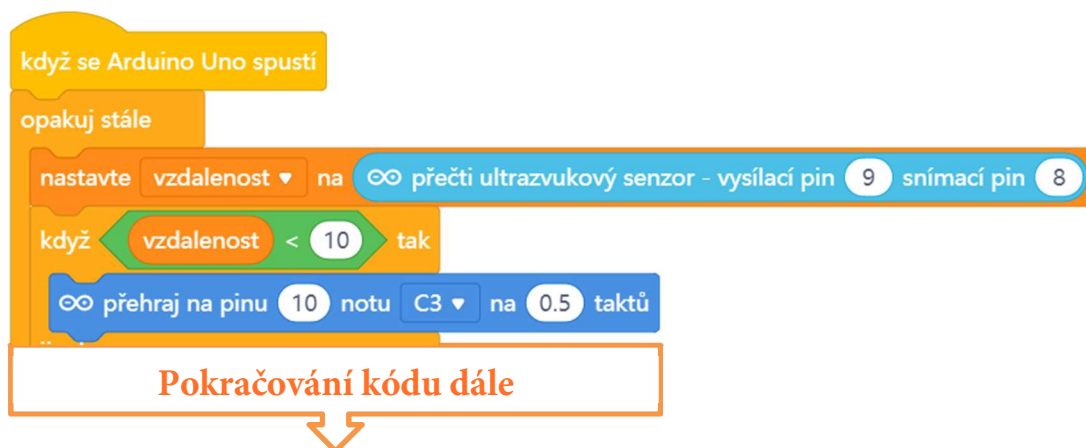 když se Arduino Uno spustí
opakuj stále
nastavte vzdalenost na přečti ultrazvukový senzor - vysílací pin 9 snímací pin 8
když vzdalenost < 10 tak
přehraj na pinu 10 notu C3 na 0.5 taktů
Pokračování kódu dále